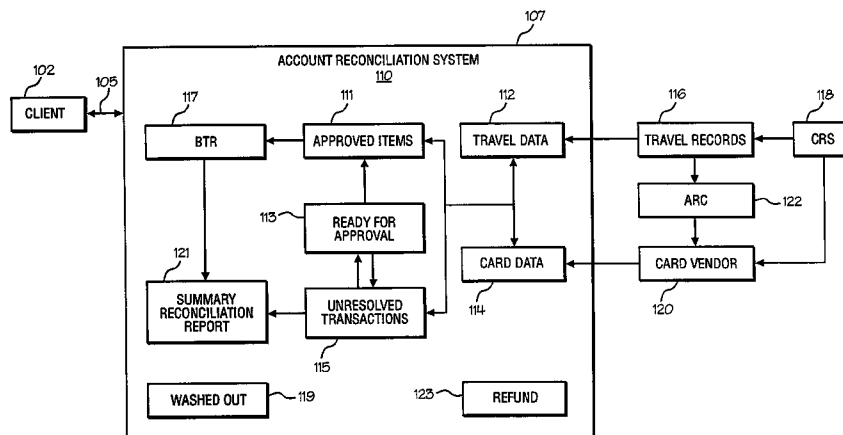 107
ACCOUNT RECONCILIATION SYSTEM
110
102
CLIENT
105
117
BTR
111
APPROVED ITEMS
112
TRAVEL DATA
116
TRAVEL RECORDS
118
CRS
ARC
122
113
READY FOR
APPROVAL
121
SUMMARY
RECONCILIATION
REPORT
UNRESOLVED
TRANSACTIONS
115
CARD DATA
114
CARD VENDOR
120
WASHED OUT
119
123
REFUND